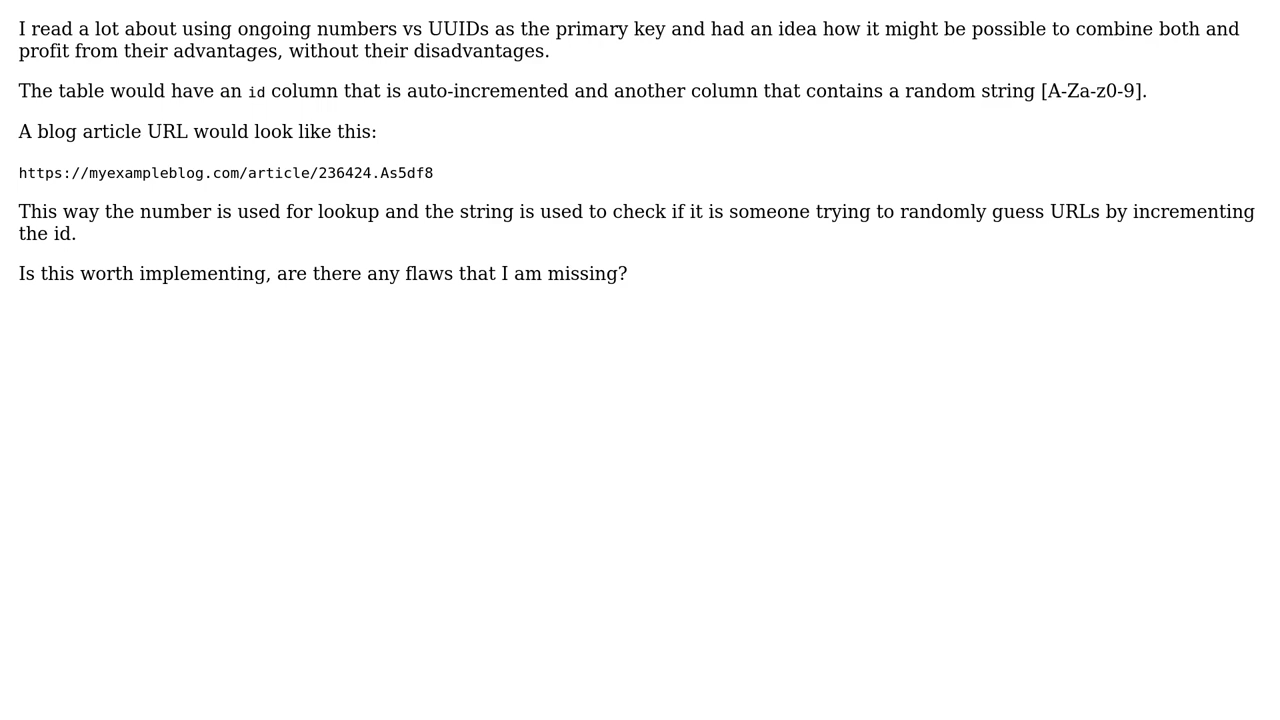 I read a lot about using ongoing numbers vs UUIDs as the primary key and had an idea how it might be possible to combine both and
profit from their advantages, without their disadvantages.
The table would have an id column that is auto-incremented and another column that contains a random string [A-Za-z0-9].
A blog article URL would look like this:
https://myexampleblog.com/article/236424.As5df8
This way the number is used for lookup and the string is used to check if it is someone trying to randomly guess URLs by incrementing
the id.
Is this worth implementing, are there any flaws that I am missing?